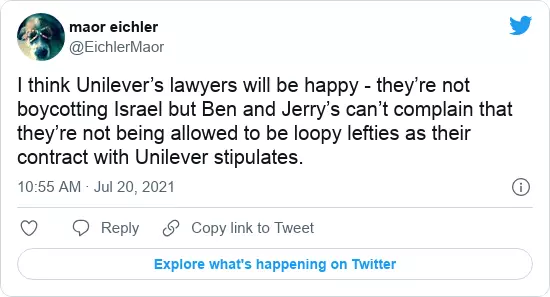 maor eichler
@EichlerMaor
I think Unilever’s lawyers will be happy - they’re not
boycotting Israel but Ben and Jerry’s can’t complain that
they’re not being allowed to be loopy lefties as their
contract with Unilever stipulates.
10:55 AM · Jul 20, 2021
Reply Copy link to Tweet
Explore what's happening on Twitter